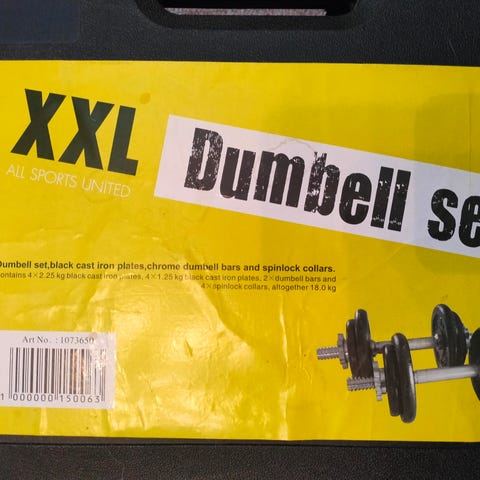 XXL
ALL SPORTS UNITED
Dumbell se
Dumbell set,black cast iron plates,chrome dumbell bars and spinlock collars.
ontains 4×2.25 kg black cast iron plates, 4×1.25 kg black cast iron plates, 2×dumbell bars and
4×spinlock collars, altogether 18.0 kg
Art No. : 1073650
1 000000 150063